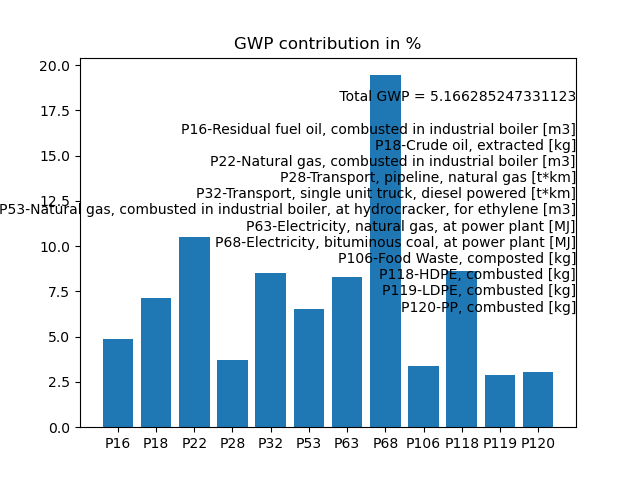 GWP contribution in %
20.0
Total GWP = 5.166285247331123
17.5
P16-Residual fuel oil, combusted in industrial boiler [m3]
P18-Crude oil, extracted [kg]
15.0
P22-Natural gas, combusted in industrial boiler [m3]
P28-Transport, pipeline, natural gas [t*km]
P32-Transport, single unit truck, diesel powered [t*km]
12.5
P53-Natural gas, combusted in industrial boiler, at hydrocracker, for ethylene [m3]
P63-Electricity, natural gas, at power plant [MJ]
10.0
P68-Electricity, bituminous coal, at power plant [MJ]
P106-Food Waste, composted [kg]
P118-HDPE, combusted [kg]
7.5
P119-LDPE, combusted [kg]
P120-PP, combusted [kg]
5.0
2.5
0.0
P16 P18 P22 P28 P32 P53 P63 P68 P106 P118 P119 P120